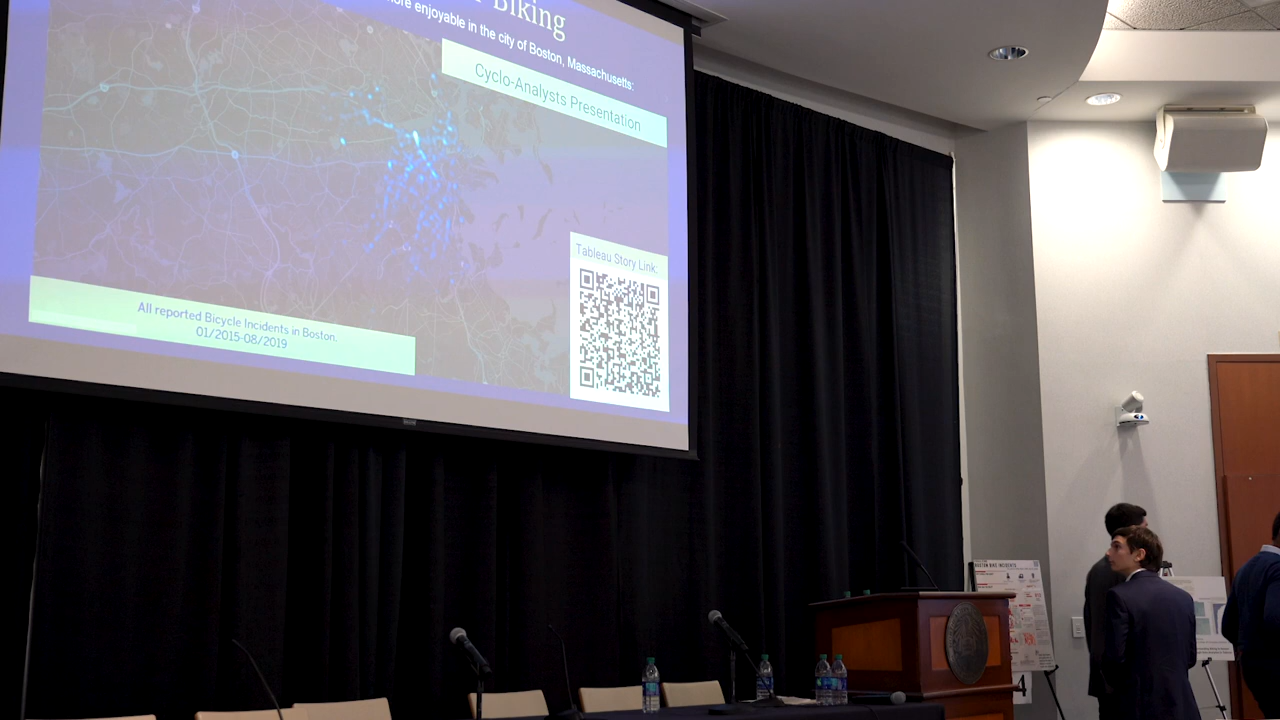 Biking
more enjoyable in the city of Boston, Massachusetts:
Cyclo-Analysts Presentation
Tableau Story Link:
All reported Bicycle Incidents in Boston,
01/2015-08/2019
BOSTON BIKE INCIDENTS